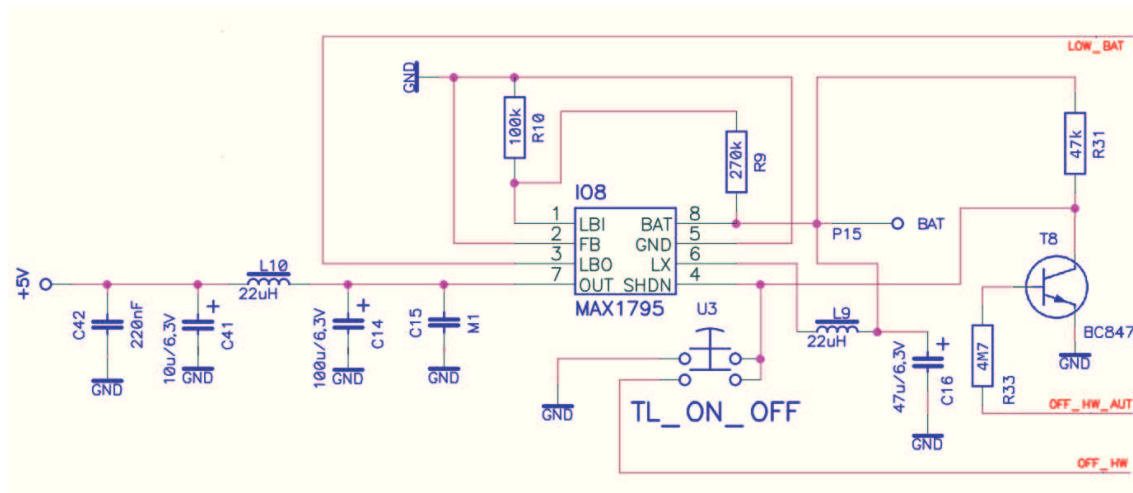 LOW_BAT
GND
100k
R10
270k
R9
47k
R31
IO8
1 LBI BAT 8
2 FB GND 5
3 LBO LX 6
7 OUT SHDN 4
MAX1795
P15
BAT
T8
BC847
GND
+5V
L10
22uH
C42
220nF
GND
10u/6,3V
C41
+
GND
100u/6,3V
C14
+
GND
C15
M1
GND
U3
GND
TL_ON_OFF
L9
22uH
47u/6,3V
C16
+
GND
4M7
R33
OFF_HW_AUT
OFF_HW